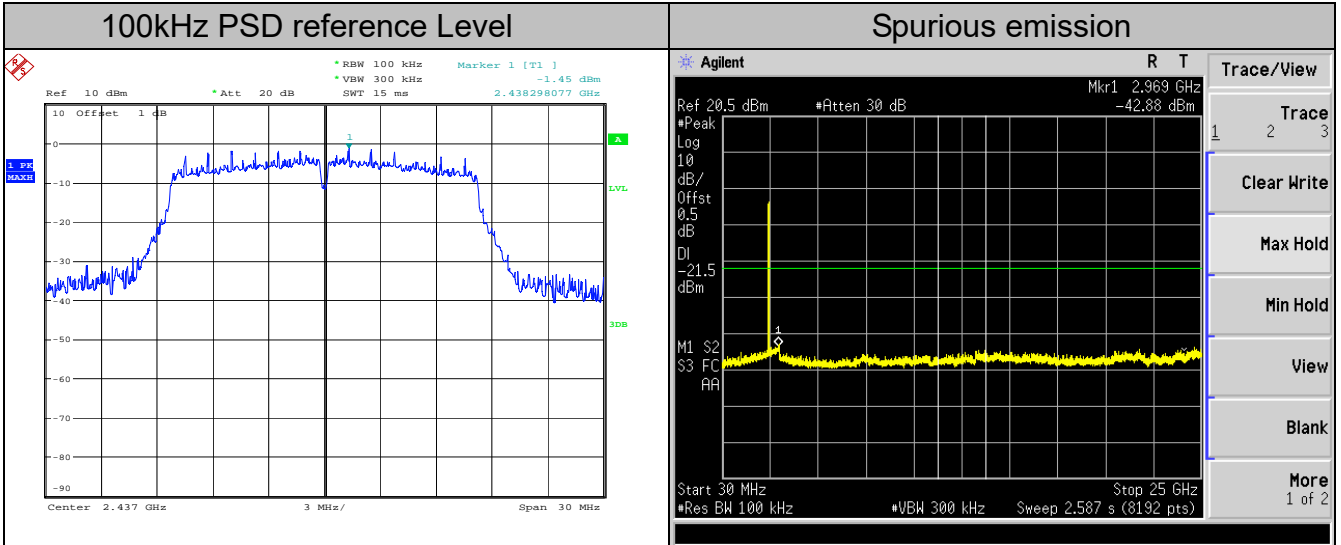 100kHz PSD reference Level
Spurious emission
R S
* RBW 100 kHz Marker 1 [T1 ]
* VBW 300 kHz -1.45 dBm
Ref 10 dBm * Att 20 dB SWT 15 ms 2.438298077 GHz
10 Offset 1 dB
A
1
0
1 PK
MAXH
-10
LVL
-20
-30
-40
3DB
-50
-60
-70
-80
-90
Center 2.437 GHz 3 MHz/ Span 30 MHz
Agilent R T
Mkr1 2.969 GHz
Ref 20.5 dBm #Atten 30 dB -42.88 dBm
#Peak
Log
10
dB/
Offst
0.5
dB
DI
-21.5
dBm
1
M1 S2
S3 FC
AA
Start 30 MHz Stop 25 GHz
#Res BW 100 kHz #VBW 300 kHz Sweep 2.587 s (8192 pts)
Trace/View
Trace
1 2 3
Clear Write
Max Hold
Min Hold
View
Blank
More
1 of 2